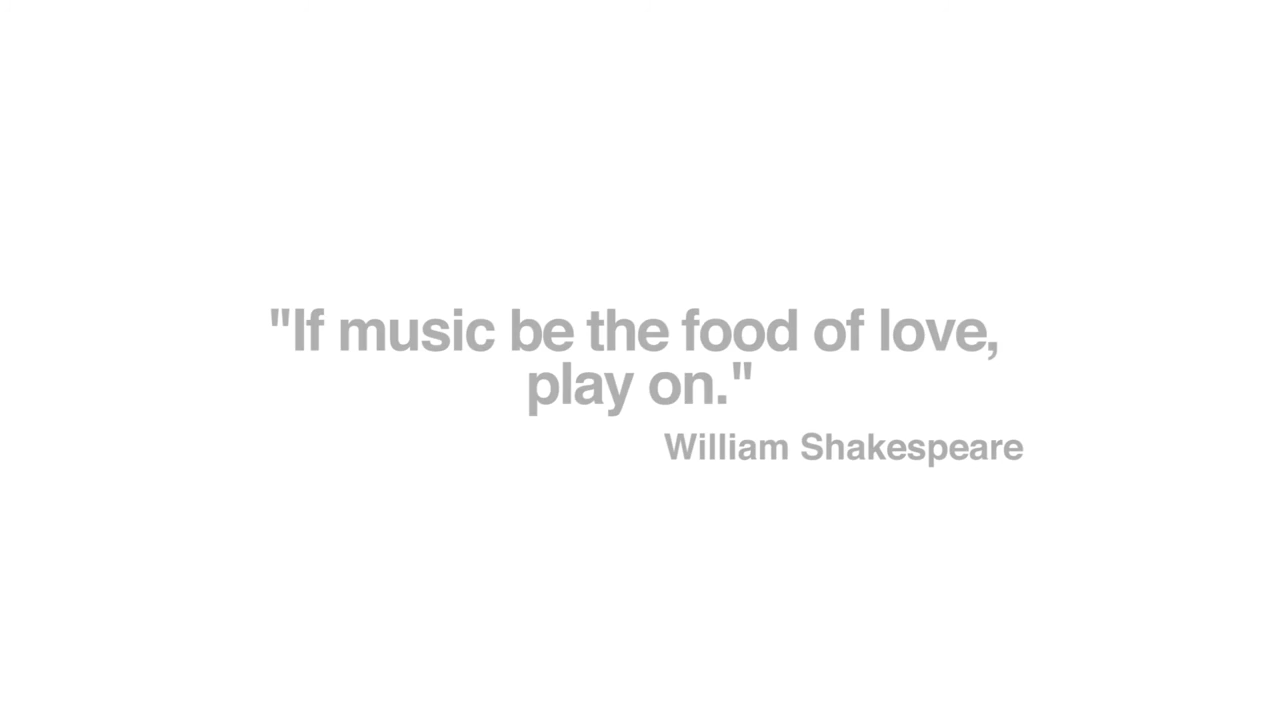 "If music be the food of love,
play on."
William Shakespeare